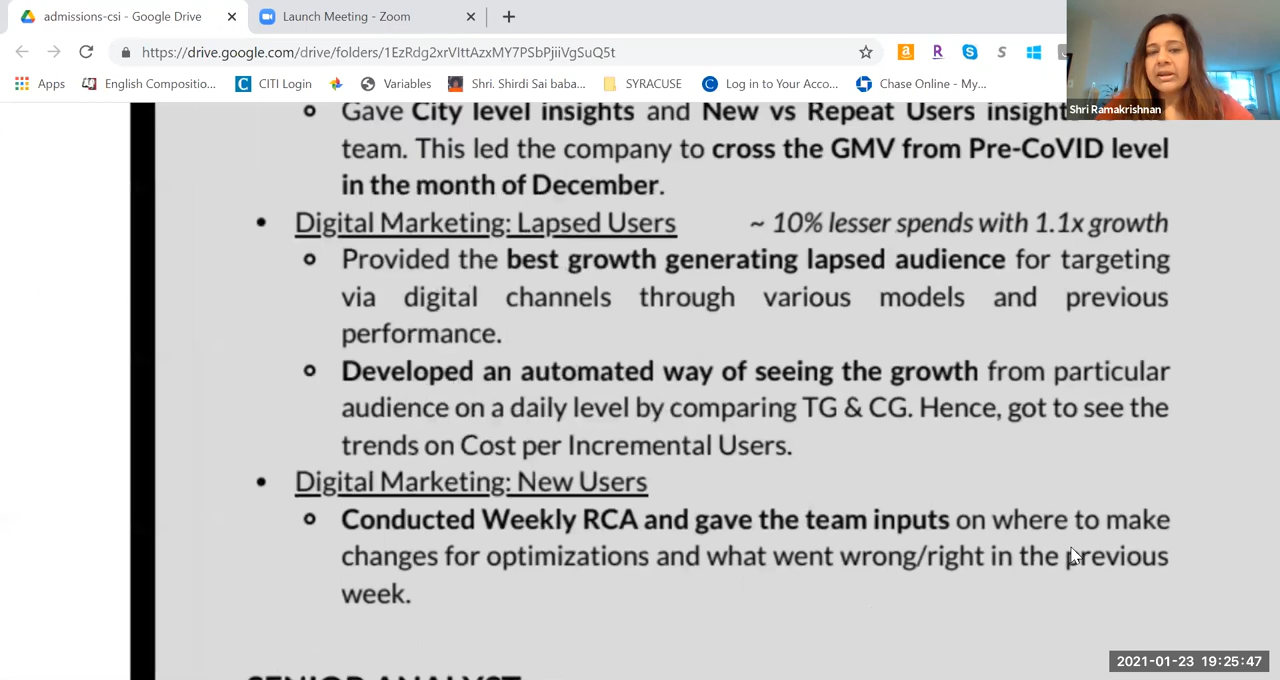 admissions-csi - Google Drive
Launch Meeting - Zoom
https://drive.google.com/drive/folders/1EzRdg2xrVIttAzxMY7PSbPjiiVgSuQ5t
Apps
English Compositio...
CITI Login
Variables
Shri. Shirdi Sai baba...
SYRACUSE
Log in to Your Acco...
Chase Online - My...
Shri Ramakrishnan
Gave City level insights and New vs Repeat Users insight
team. This led the company to cross the GMV from Pre-CoVID level
in the month of December.
Digital Marketing: Lapsed Users ~ 10% lesser spends with 1.1x growth
Provided the best growth generating lapsed audience for targeting
via digital channels through various models and previous
performance.
Developed an automated way of seeing the growth from particular
audience on a daily level by comparing TG & CG. Hence, got to see the
trends on Cost per Incremental Users.
Digital Marketing: New Users
Conducted Weekly RCA and gave the team inputs on where to make
changes for optimizations and what went wrong/right in the previous
week.
SENIOR ANALYST
2021-01-23 19:25:47